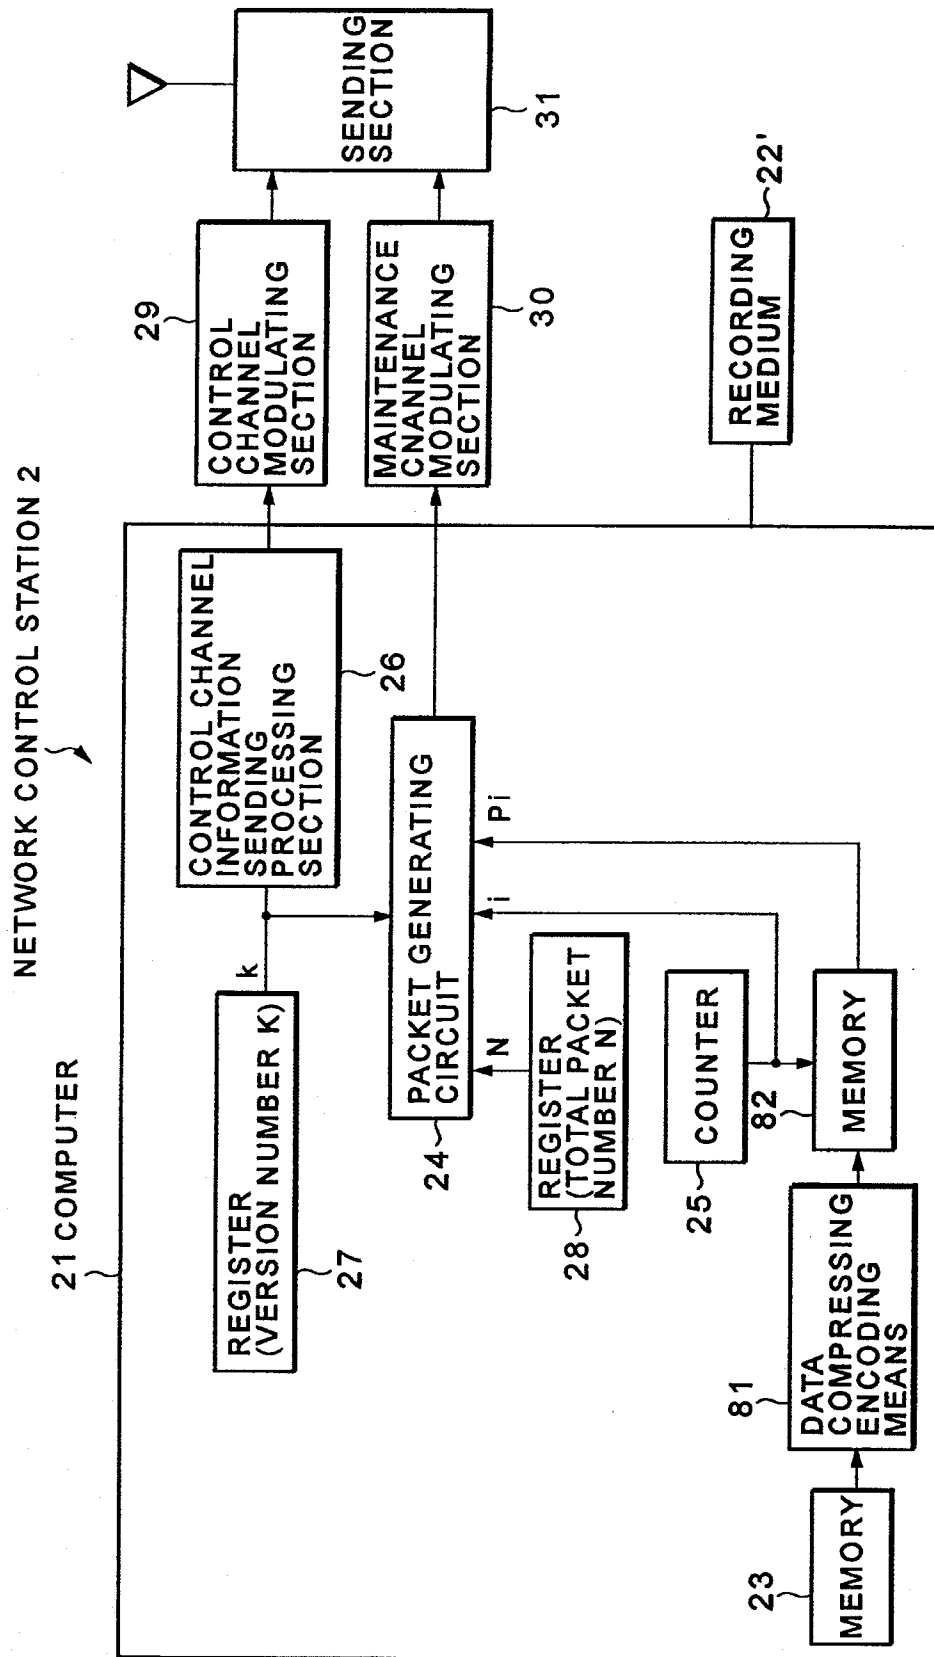 NETWORK CONTROL STATION 2
21 COMPUTER
REGISTER
(VERSION NUMBER K)
27
k
CONTROL CHANNEL
INFORMATION
SENDING
PROCESSING
SECTION
26
CONTROL
CHANNEL
MODULATING
SECTION
29
SENDING
SECTION
31
PACKET GENERATING
CIRCUIT
24
MAINTENANCE
CNANNEL
MODULATING
SECTION
30
N
i
Pi
REGISTER
(TOTAL PACKET
NUMBER N)
28
COUNTER
25
MEMORY
23
DATA
COMPRESSING
ENCODING
MEANS
81
MEMORY
82
RECORDING
MEDIUM
22'